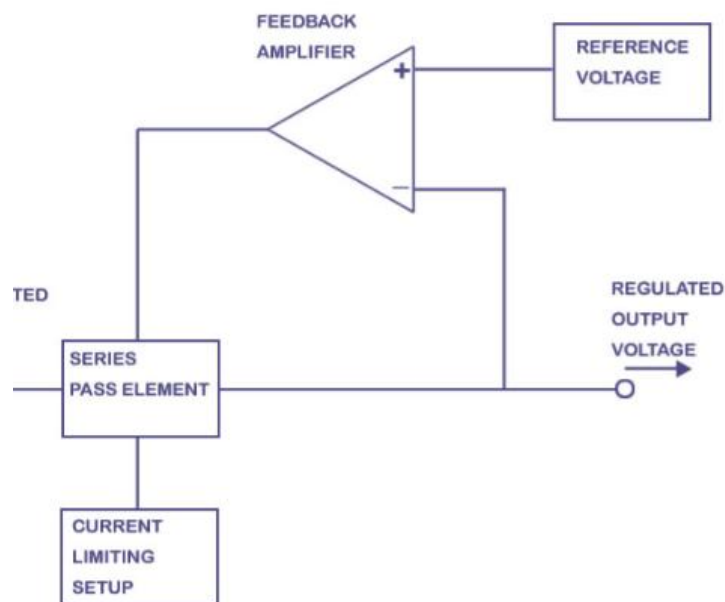 FEEDBACK
AMPLIFIER
REFERENCE
VOLTAGE
+
–
TED
REGULATED
OUTPUT
VOLTAGE
SERIES
PASS ELEMENT
CURRENT
LIMITING
SETUP